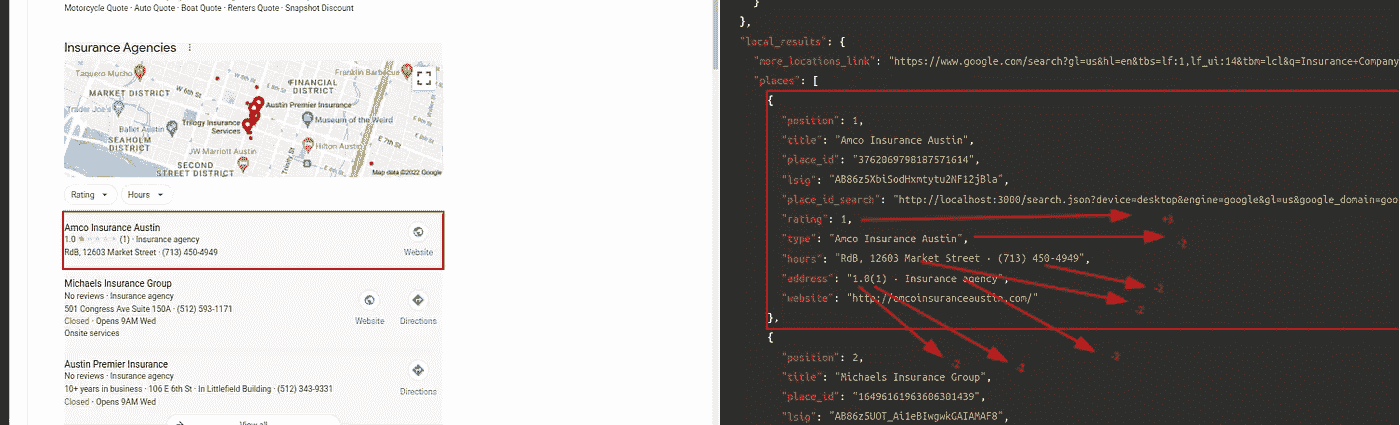 Motorcycle Quote · Auto Quote · Boat Quote · Renters Quote · Snapshot Discount
Insurance Agencies
Taquero Mucho
MARKET DISTRICT
W 6th St
FINANCIAL
DISTRICT
Franklin Barbecue
Trader Joe's
Austin Premier Insurance
Ballet Austin
Trilogy Insurance
Services
Museum of the Weird
E 7th St
SEAHOLM
DISTRICT
JW Marriott Austin
Trinity St
Hilton Austin
SECOND
STREET DISTRICT
Map data ©2022 Google
Rating
Hours
Amco Insurance Austin
1.0 (1) · Insurance agency
RdB, 12603 Market Street · (713) 450-4949
Website
Michaels Insurance Group
No reviews · Insurance agency
501 Congress Ave Suite 150A · (512) 593-1171
Closed · Opens 9AM Wed
Onsite services
Website
Directions
Austin Premier Insurance
No reviews · Insurance agency
10+ years in business · 106 E 6th St · In Littlefield Building · (512) 343-9331
Closed · Opens 9AM Wed
Directions
View all
}
},
"local_results": {
"more_locations_link": "https://www.google.com/search?gl=us&hl=en&tbs=lf:1,lf_ui:14&tbm=lcl&q=Insurance+Company
"places": [
{
"position": 1,
"title": "Amco Insurance Austin",
"place_id": "3762069798187571614",
"lsig": "AB86z5XbiSodHxmtytu2NF12jBla",
"place_id_search": "http://localhost:3000/search.json?device=desktop&engine=google&gl=us&google_domain=goo
"rating": 1,
"type": "Amco Insurance Austin",
"hours": "RdB, 12603 Market Street · (713) 450-4949",
"address": "1.0(1) · Insurance agency",
"website": "http://amcoinsuranceaustin.com/"
},
{
"position": 2,
"title": "Michaels Insurance Group",
"place_id": "16496161963606301439",
"lsig": "AB86z5UOT_Ai1eBIwgwkGAIAMAF8",